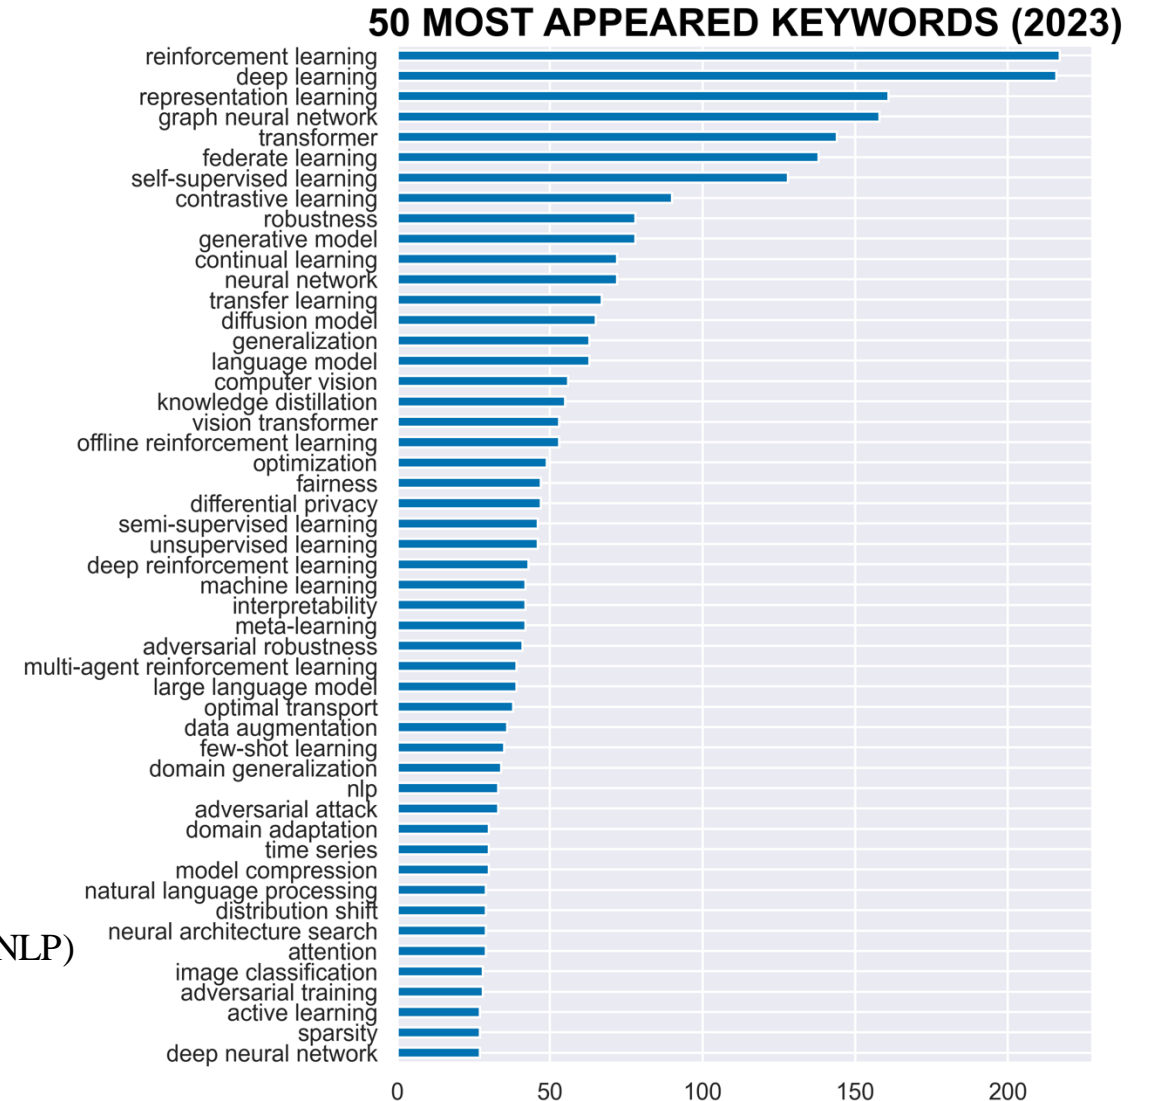 50 MOST APPEARED KEYWORDS (2023)
reinforcement learning
deep learning
representation learning
graph neural network
transformer
federate learning
self-supervised learning
contrastive learning
robustness
generative model
continual learning
neural network
transfer learning
diffusion model
generalization
language model
computer vision
knowledge distillation
vision transformer
offline reinforcement learning
optimization
fairness
differential privacy
semi-supervised learning
unsupervised learning
deep reinforcement learning
machine learning
interpretability
meta-learning
adversarial robustness
multi-agent reinforcement learning
large language model
optimal transport
data augmentation
few-shot learning
domain generalization
nlp
adversarial attack
domain adaptation
time series
model compression
natural language processing
distribution shift
neural architecture search
NLP)
attention
image classification
adversarial training
active learning
sparsity
deep neural network
0 50 100 150 200